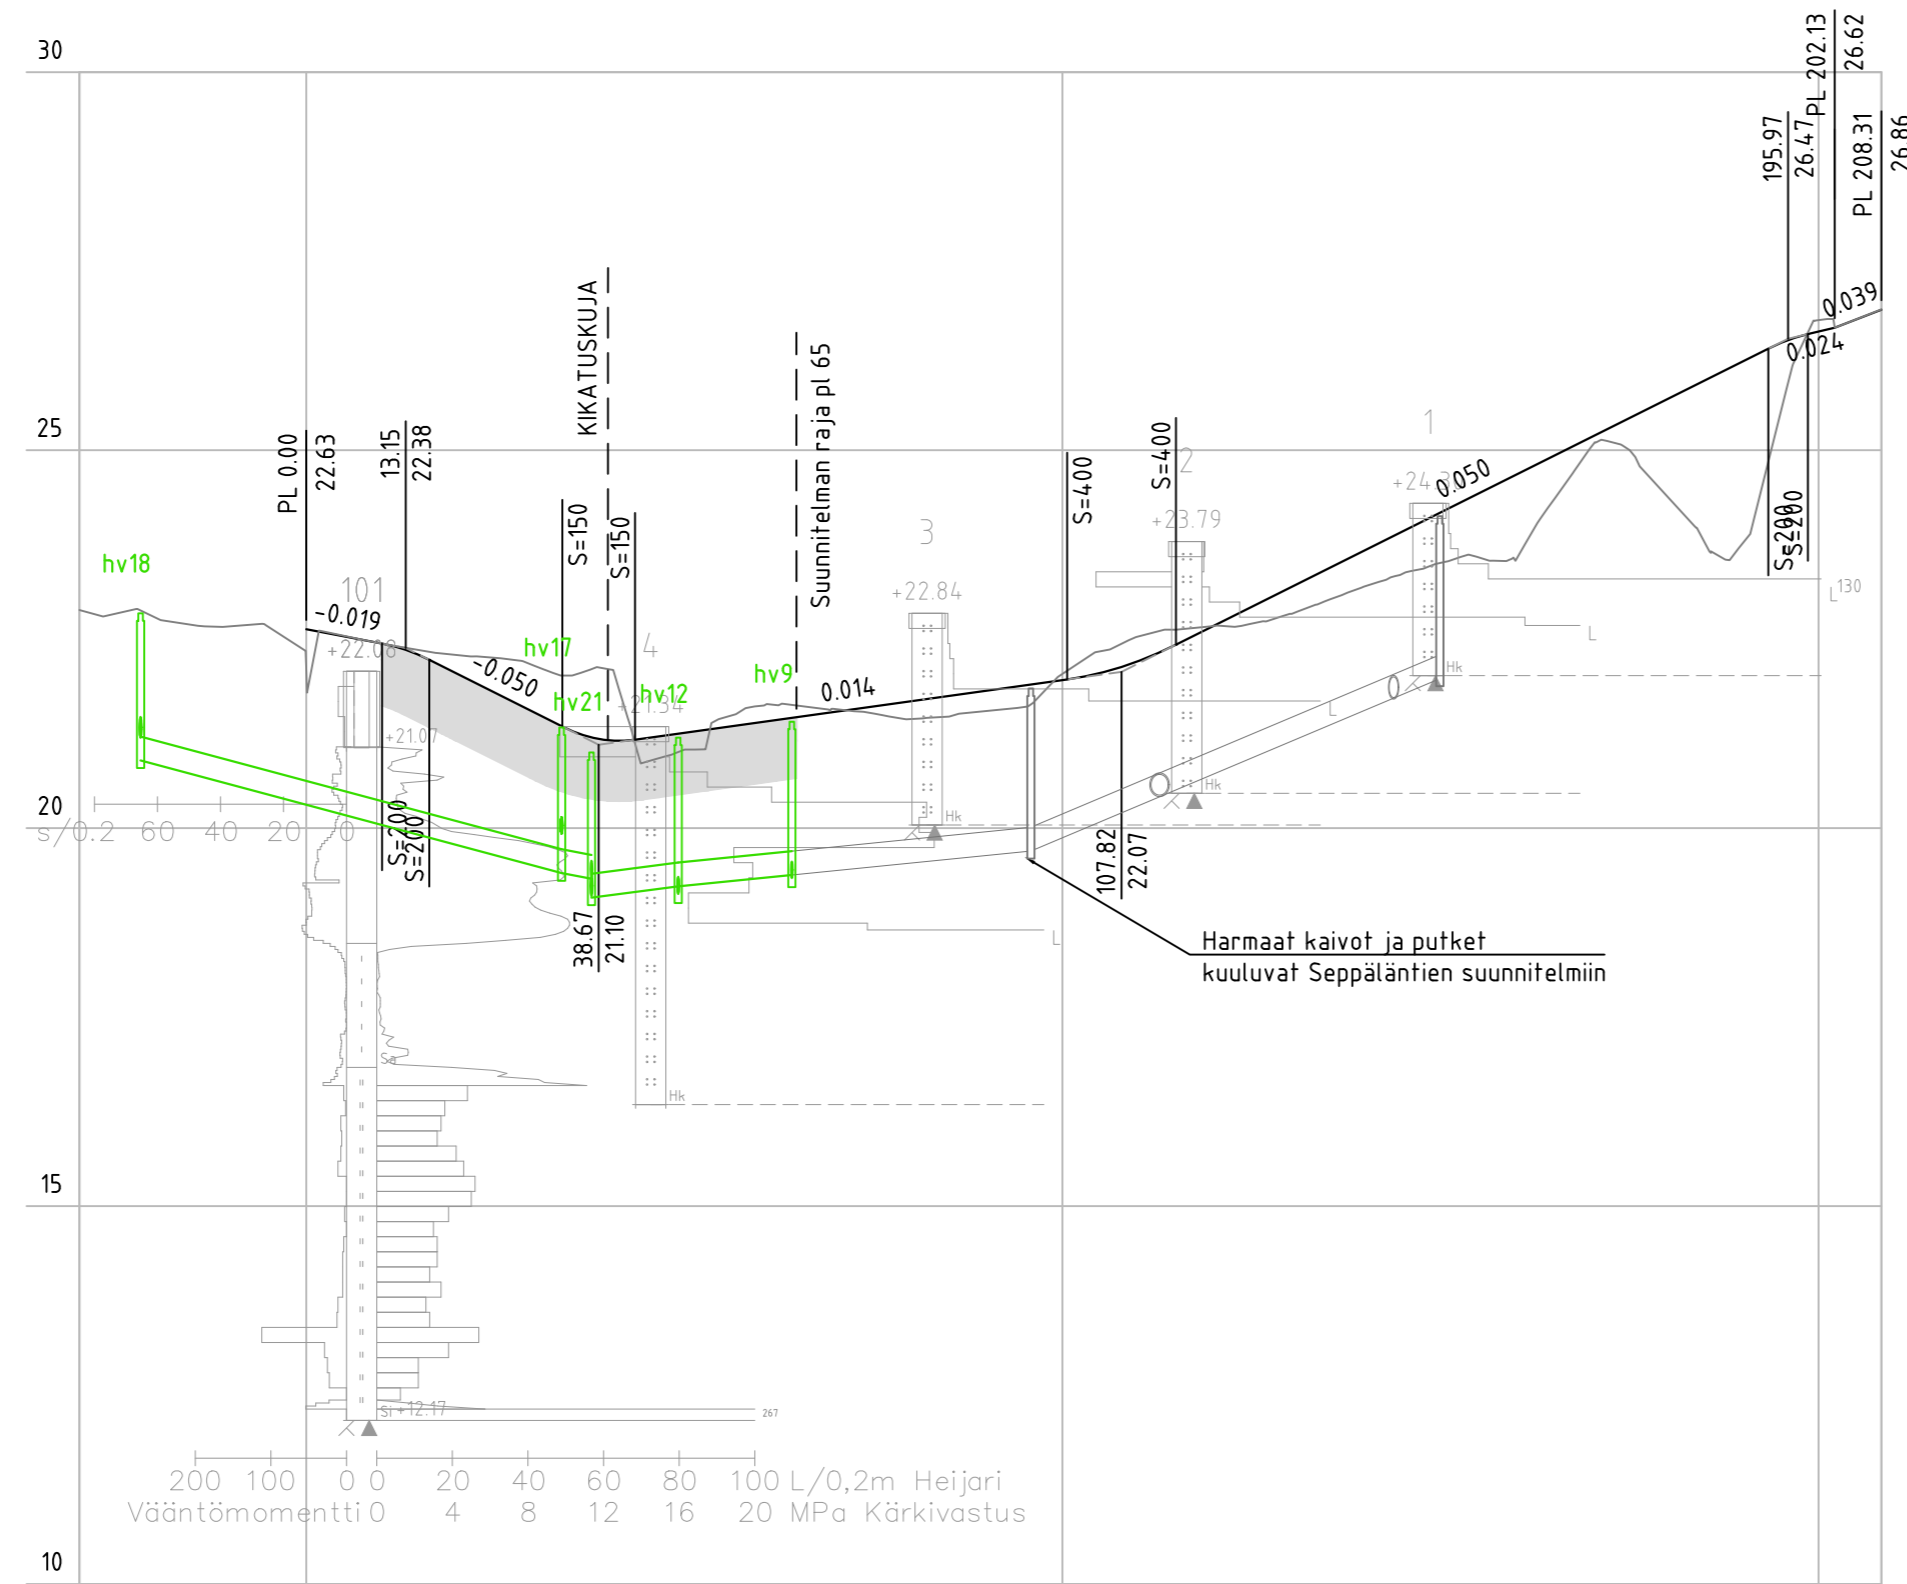 30
PL 202.13
26.62
195.97
26.47
PL 208.31
26.86
0.039
0.024
25
KIKATUSKUJA
Suunnitelman raja pl 65
PL 0.00
22.63
13.15
22.38
S=400
S=400
1
2
0.050
+23.79
S=150
S=150
S=200
S=200
3
hv18
101
+22.84
L 130
-0.019
L
+22.08
hv17
4
-0.050
hv12
hv9
0.014
Hk
hv21
+21.34
L
+21.07
20
s/0.2 60 40 20 0
S=200
S=200
Hk
Hk
107.82
22.07
38.67
21.10
L
Harmaat kaivot ja putket
kuuluvat Seppäläntien suunnitelmiin
Sa
Hk
15
Si +12.17
267
200 100 0 0 20 40 60 80 100 L/0,2m Heijari
Vääntömomentti 0 4 8 12 16 20 MPa Kärkivastus
10